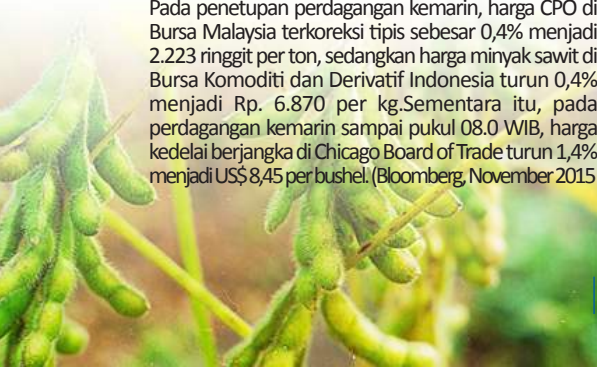 Pada penetupan perdagangan kemarin, harga CPO di
Bursa Malaysia terkoreksi tipis sebesar 0,4% menjadi
2.223 ringgit per ton, sedangkan harga minyak sawit di
Bursa Komoditi dan Derivatif Indonesia turun 0,4%
menjadi Rp. 6.870 per kg.Sementara itu, pada
perdagangan kemarin sampai pukul 08.0 WIB, harga
kedelai berjangka di Chicago Board of Trade turun 1,4%
menjadi US$ 8,45 per bushel. (Bloomberg, November 2015